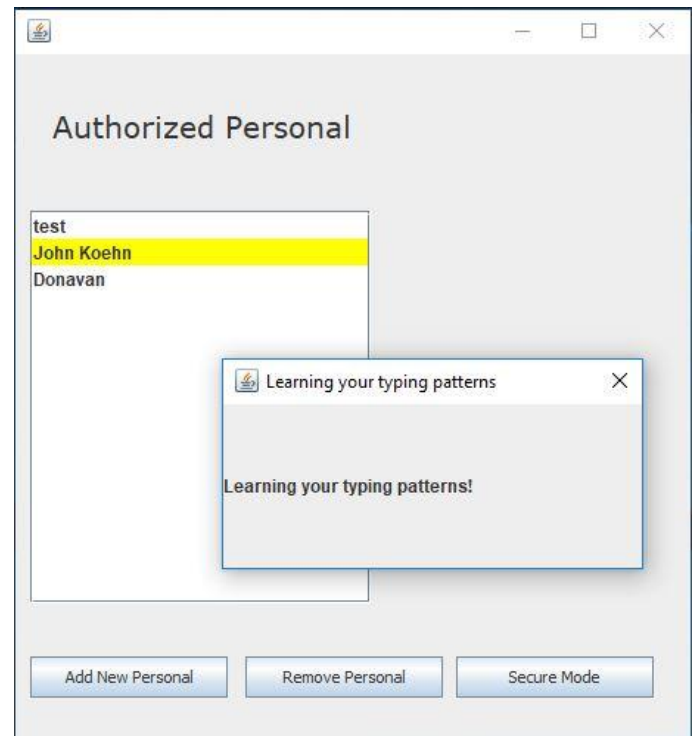 Authorized Personal
test
John Koehn
Donavan
Learning your typing patterns
Learning your typing patterns!
Add New Personal
Remove Personal
Secure Mode